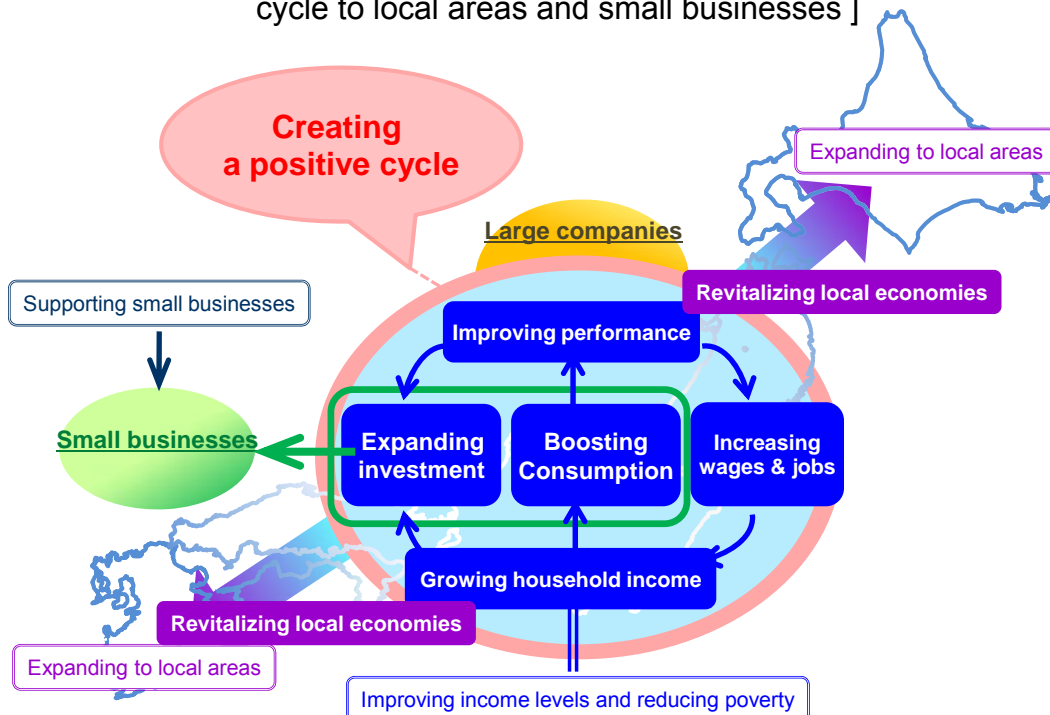 cycle to local areas and small businesses ]
Creating
a positive cycle
Expanding to local areas
Large companies
Revitalizing local economies
Supporting small businesses
Improving performance
Small businesses
Expanding
investment
Boosting
Consumption
Increasing
wages & jobs
Growing household income
Revitalizing local economies
Expanding to local areas
Improving income levels and reducing poverty